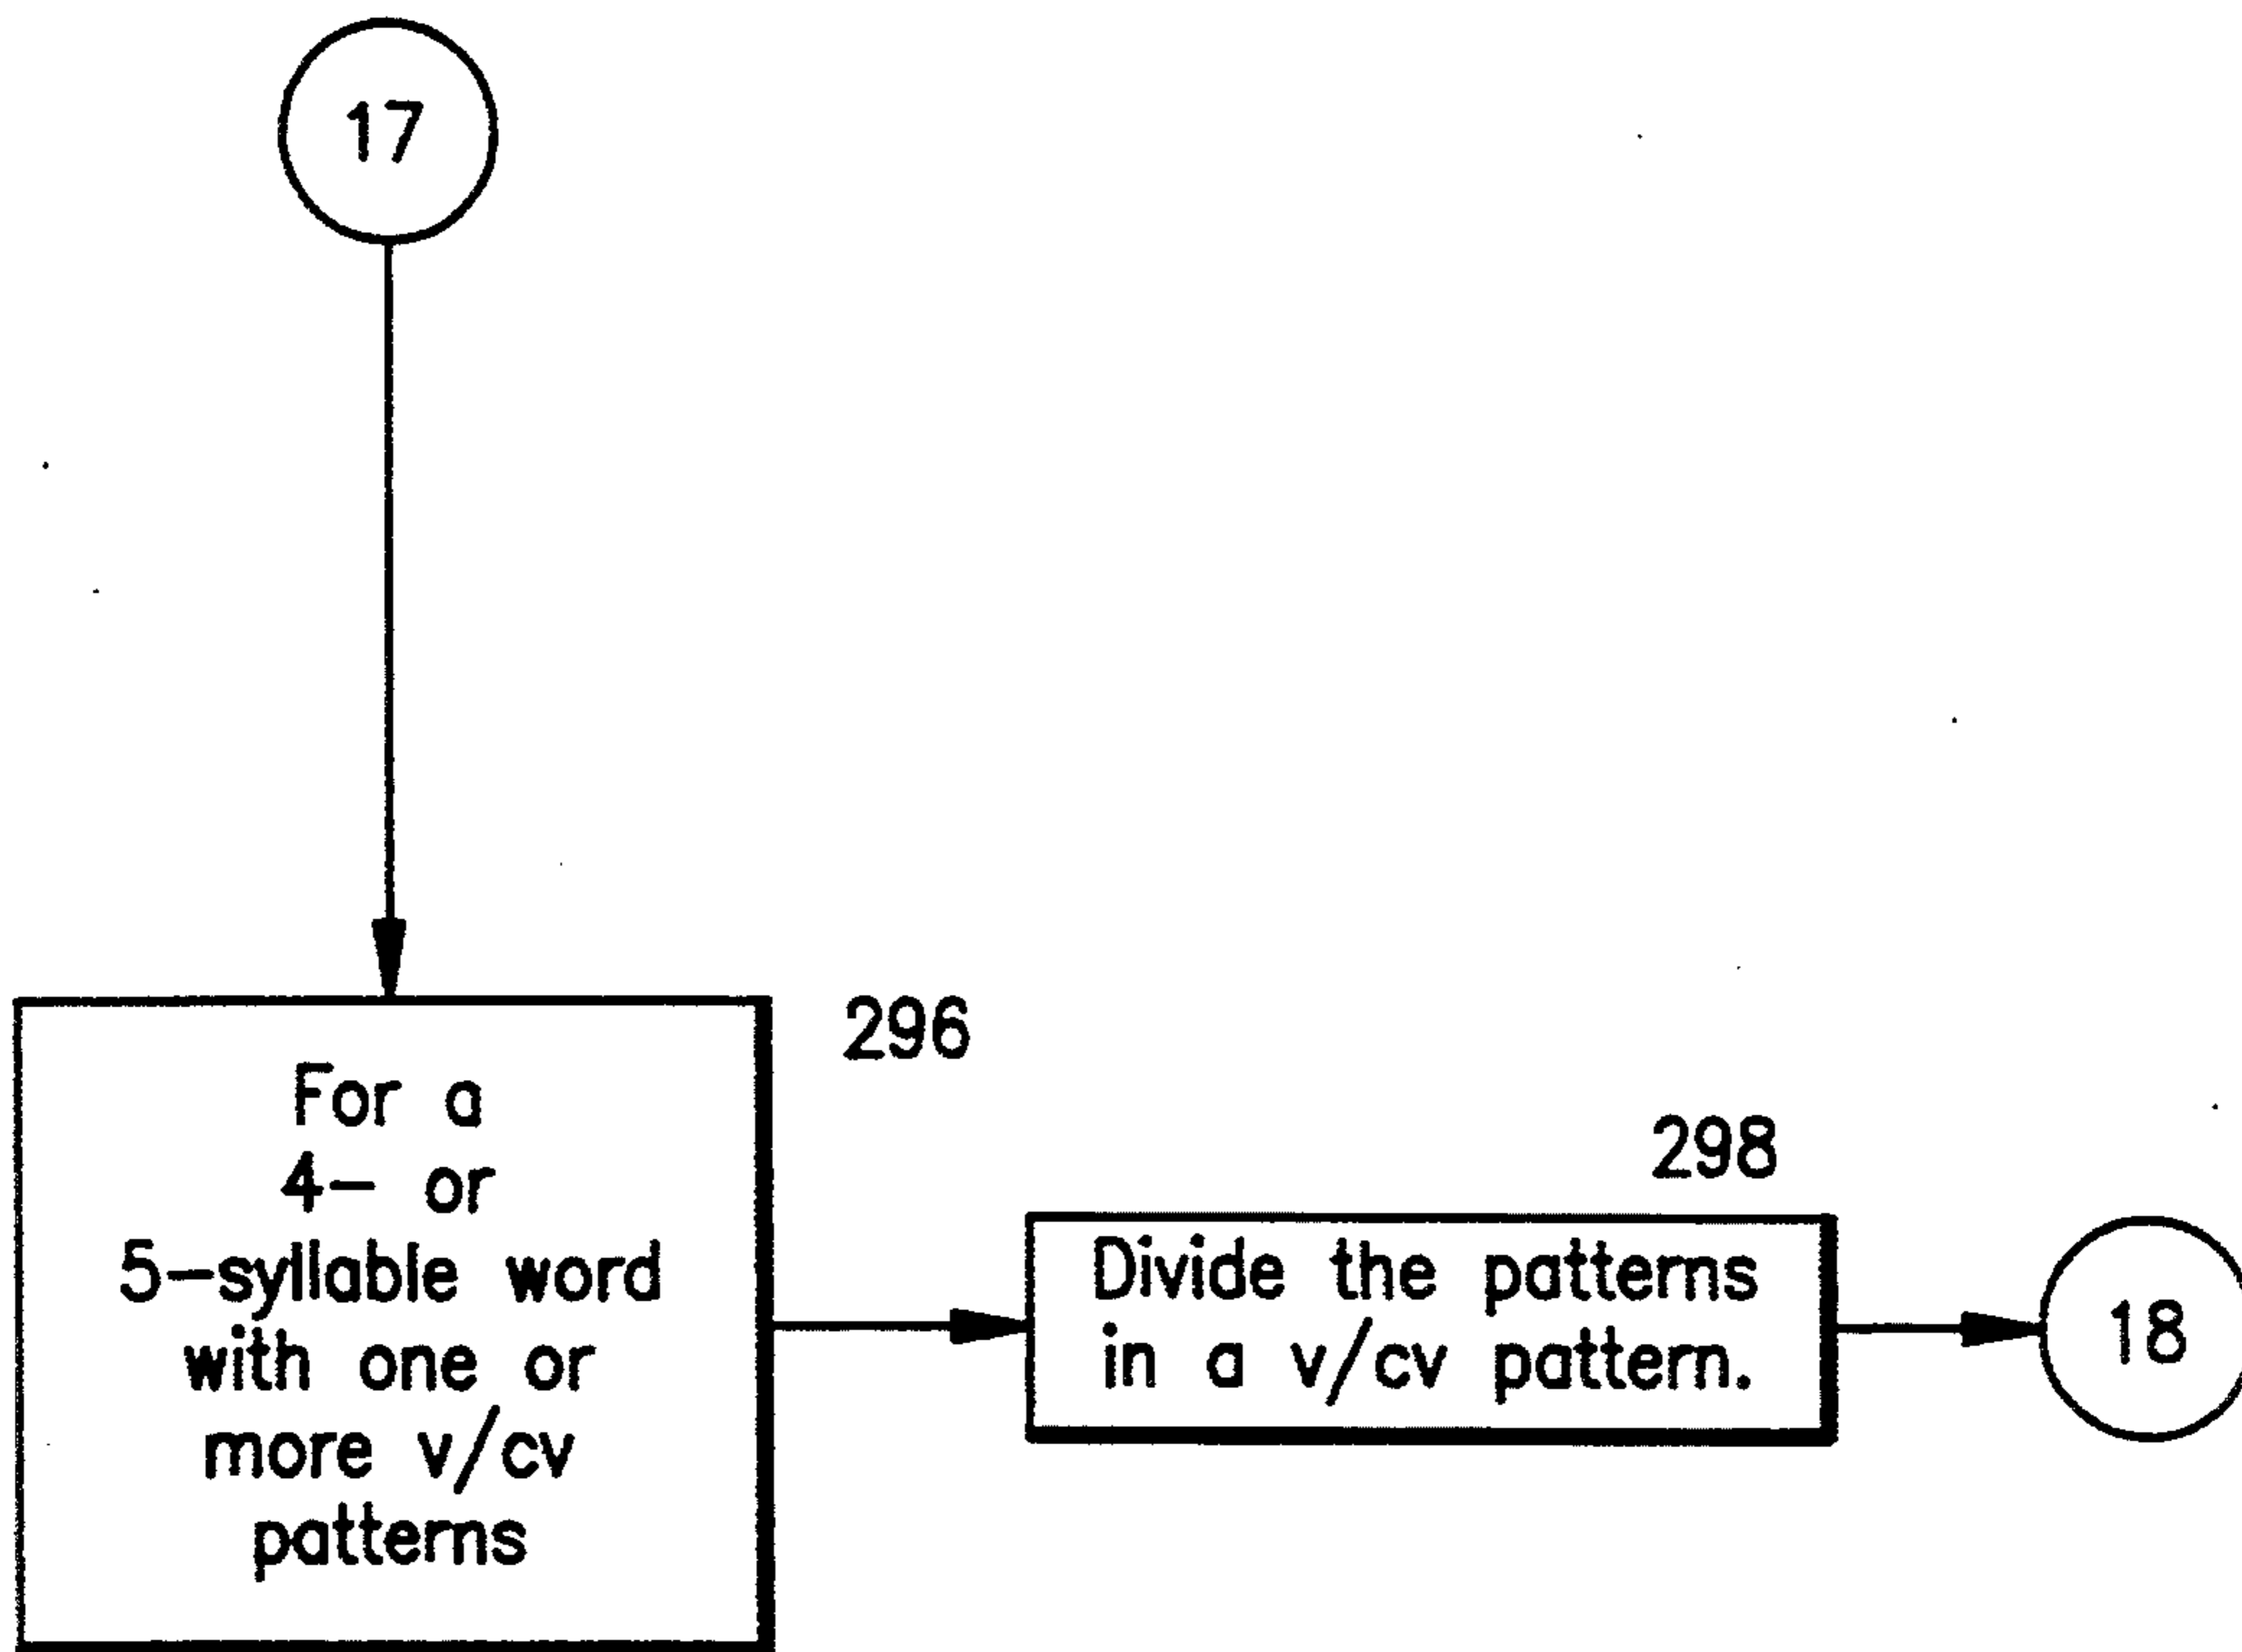 17
296
For a
4- or
5-syllable word
with one or
more v/cv
patterns
298
Divide the patterns
in a v/cv pattern.
18